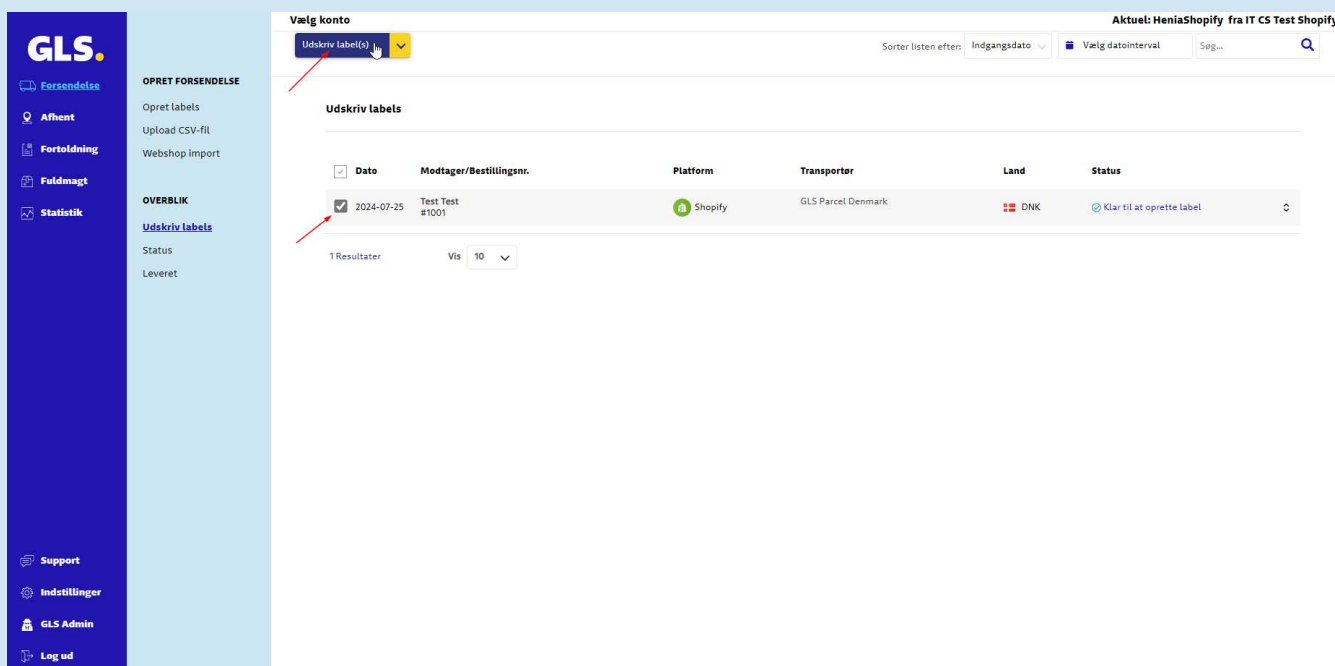 Vælg konto
Aktuel: HeniaShopify fra IT CS Test Shopify
GLS.
Udskriv label(s)
Sorter listen efter: Indgangsdato
Vælg datointerval
Søg...
Forsendelse
Afhent
Fortoldning
Fuldmagt
Statistik
OPRET FORSENDELSE
Opret labels
Upload CSV-fil
Webshop import
OVERBLIK
Udskriv labels
Status
Leveret
Udskriv labels
Dato Modtager/Bestillingsnr. Platform Transportør Land Status
2024-07-25 Test Test Shopify GLS Parcel Denmark DNK Klar til at oprette label
#1001
1 Resultater Vis 10
Support
Indstillinger
GLS Admin
Log ud